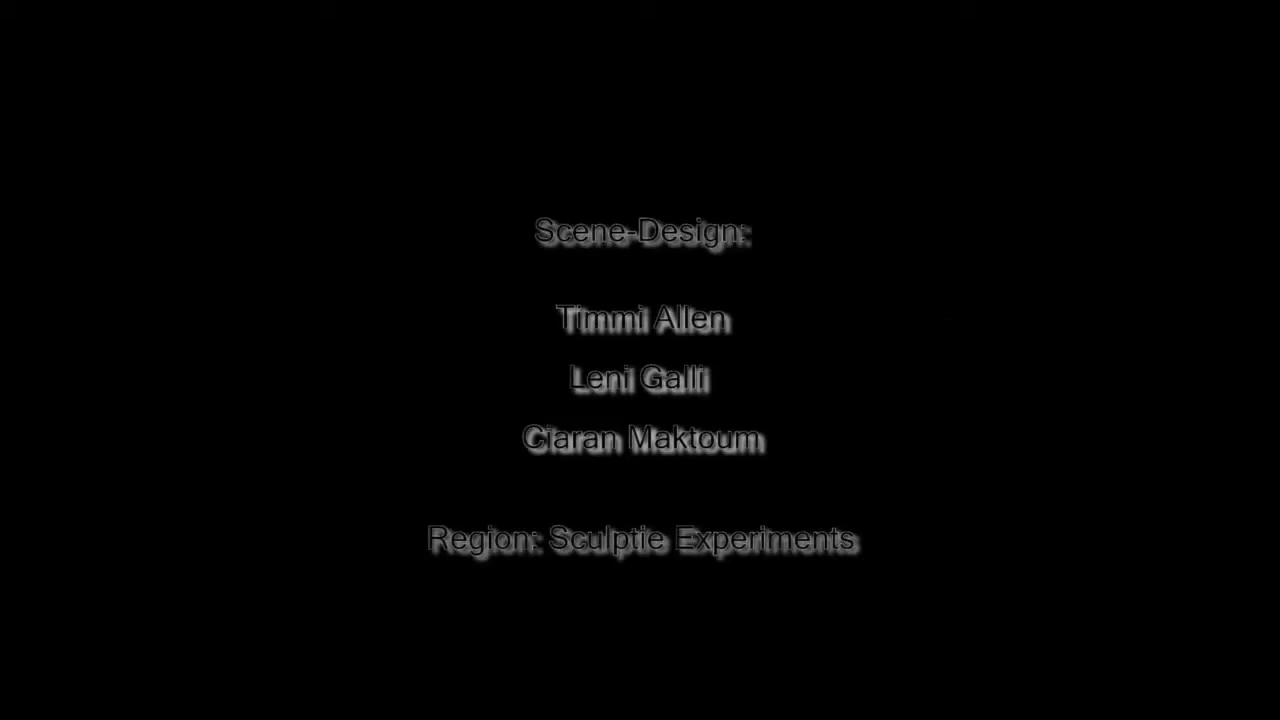 Scene-Design:
Timmi Allen
Leni Galli
Ciaran Maktoum
Region: Sculptie Experiments